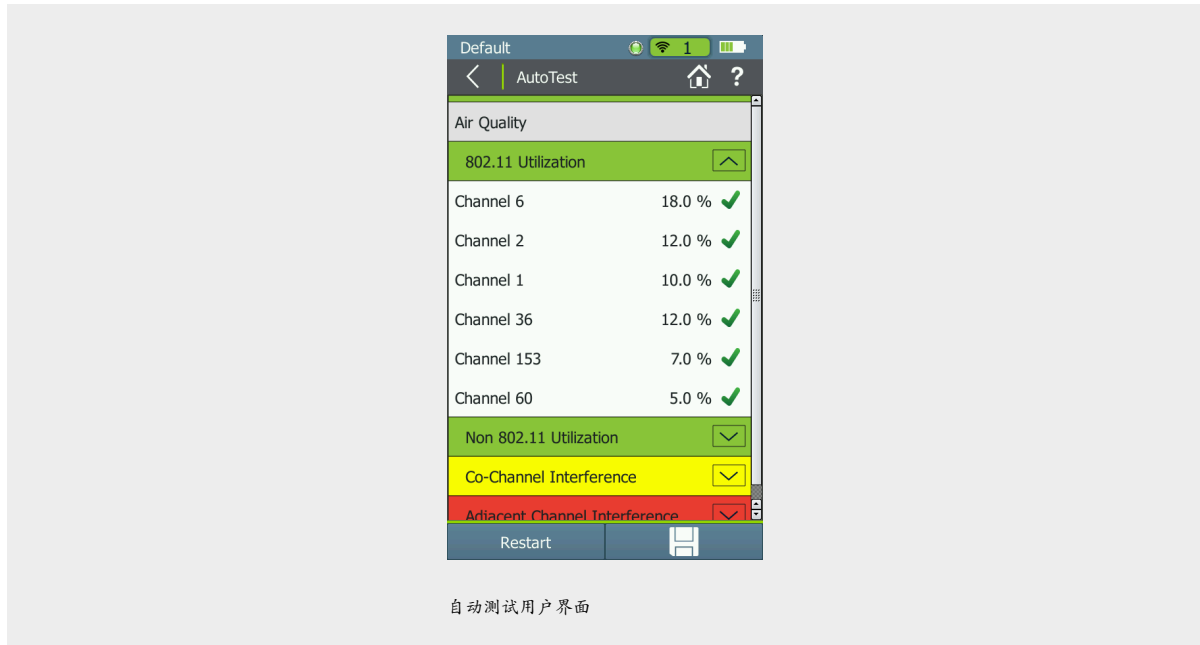 Default 1
AutoTest ?
Air Quality
802.11 Utilization
Channel 6 18.0 %
Channel 2 12.0 %
Channel 1 10.0 %
Channel 36 12.0 %
Channel 153 7.0 %
Channel 60 5.0 %
Non 802.11 Utilization
Co-Channel Interference
Adjacent Channel Interference
Restart
自动测试用户界面